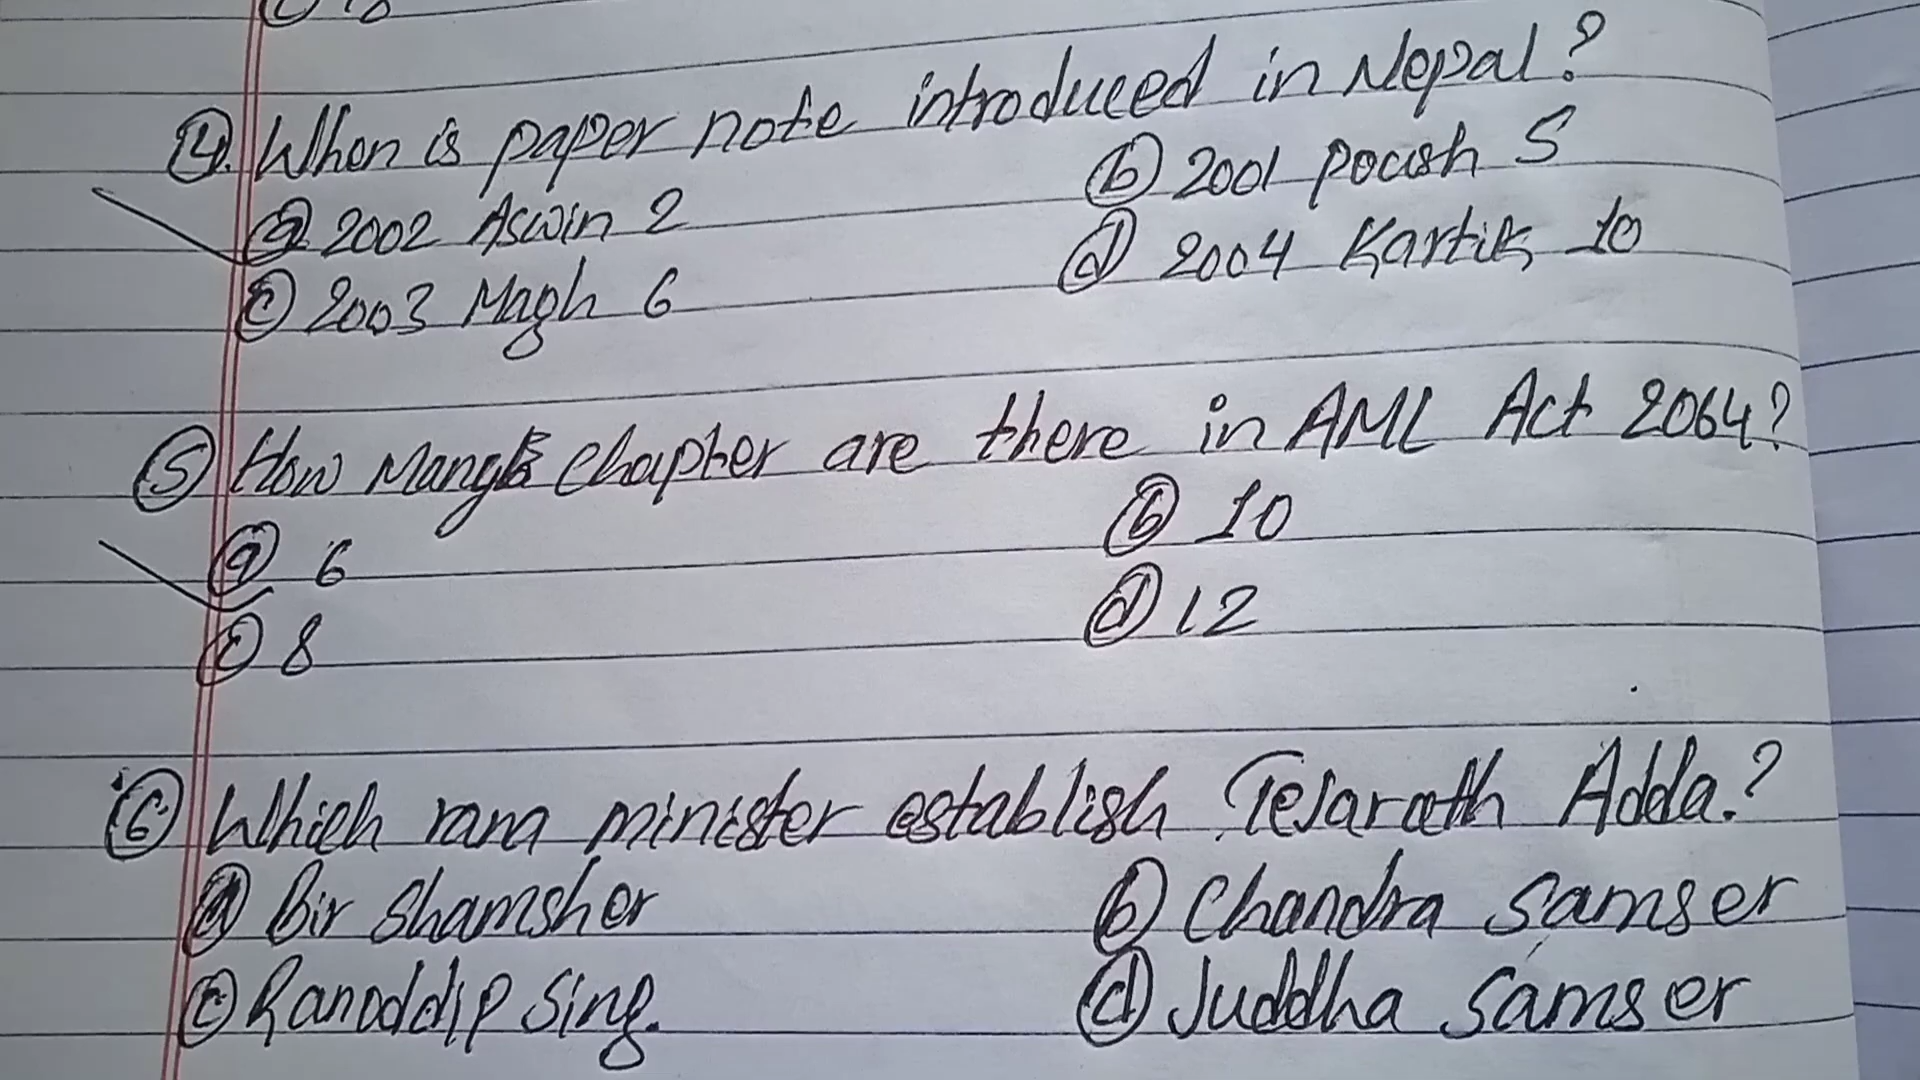 4. When is paper note introduced in Nepal?
a 2002 Aswin 2 b 2001 poush 5
c 2003 Magh 6 d 2004 Kartik 10
5 How Many chapter are there in AML Act 2064?
a 6 b 10
c 8 d 12
6 Which rana minister establish Tejarath Adda.?
a Bir Shamsher b Chandra Samser
c Ranoddip Sing. d Juddha Samser